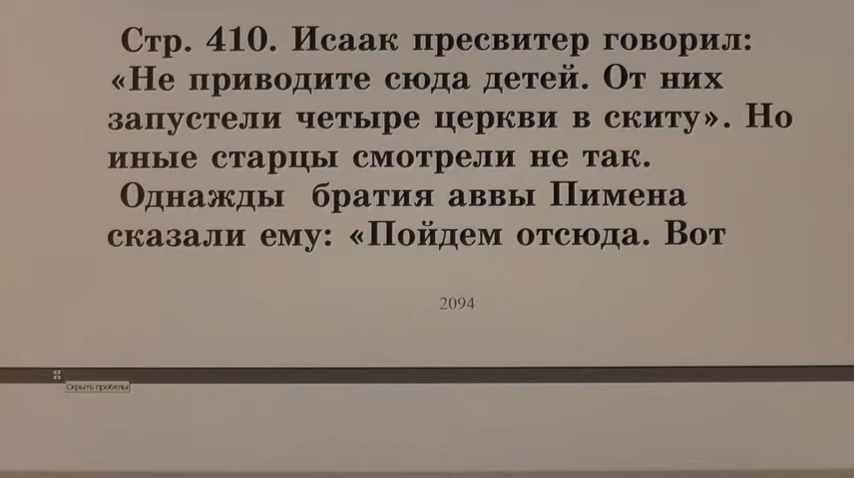 Стр. 410. Исаак пресвитер говорил:
«Не приводите сюда детей. От них
запустели четыре церкви в скиту». Но
иные старцы смотрели не так.
Однажды братия аввы Пимена
сказали ему: «Пойдем отсюда. Вот
2094
Скрыть пробелы